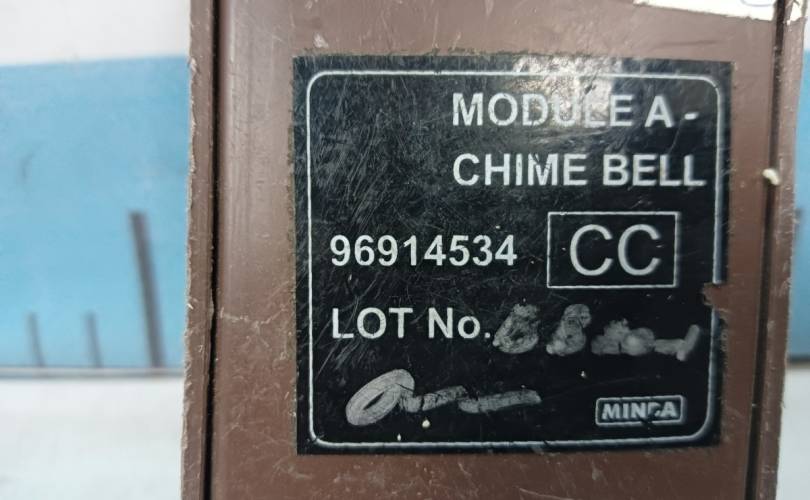 MODULE A -
CHIME BELL
96914534 CC
LOT No.
MINDA